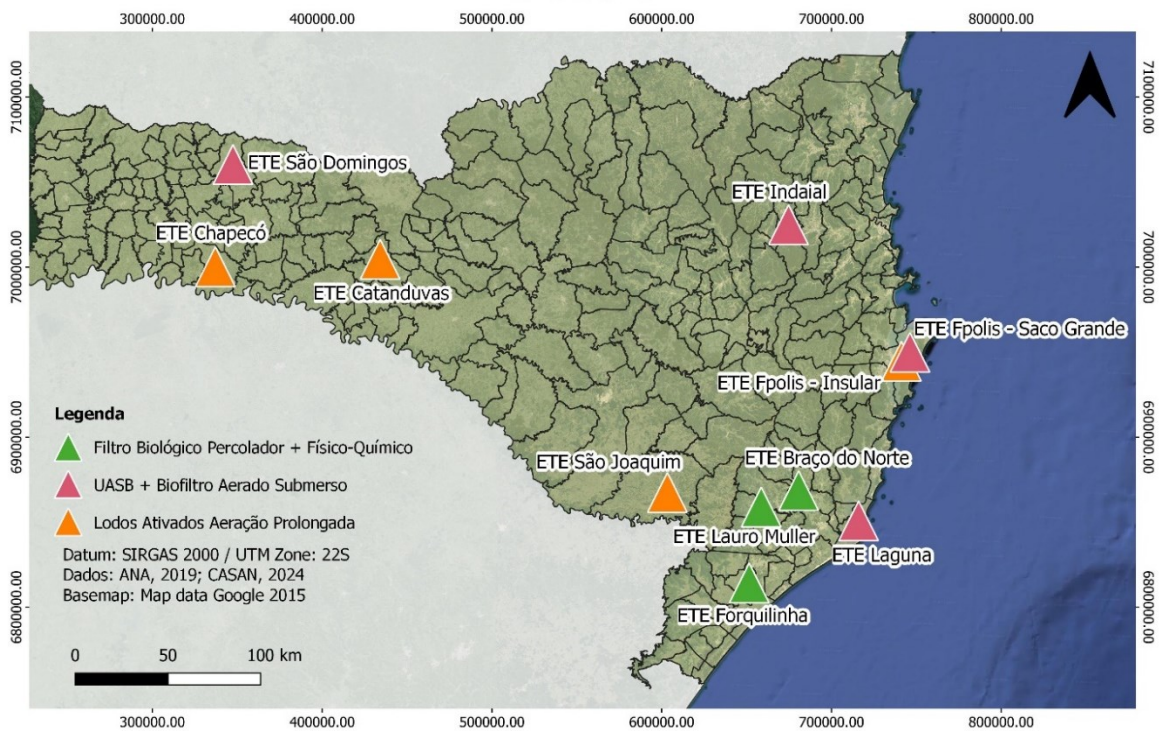 300000.00 400000.00 500000.00 600000.00 700000.00 800000.00
7100000.00
7100000.00
ETE São Domingos
ETE Indaial
ETE Chapecó
7000000.00
7000000.00
ETE Catanduvas
ETE Fpolis - Saco Grande
ETE Fpolis - Insular
Legenda
6900000.00
6900000.00
Filtro Biológico Percolador + Físico-Químico
ETE São Joaquim
ETE Braço do Norte
UASB + Biofiltro Aerado Submerso
Lodos Ativados Aeração Prolongada
ETE Lauro Muller
ETE Laguna
Datum: SIRGAS 2000 / UTM Zone: 22S
Dados: ANA, 2019; CASAN, 2024
Basemap: Map data Google 2015
6800000.00
6800000.00
ETE Forquilinha
0 50 100 km
300000.00 400000.00 500000.00 600000.00 700000.00 800000.00